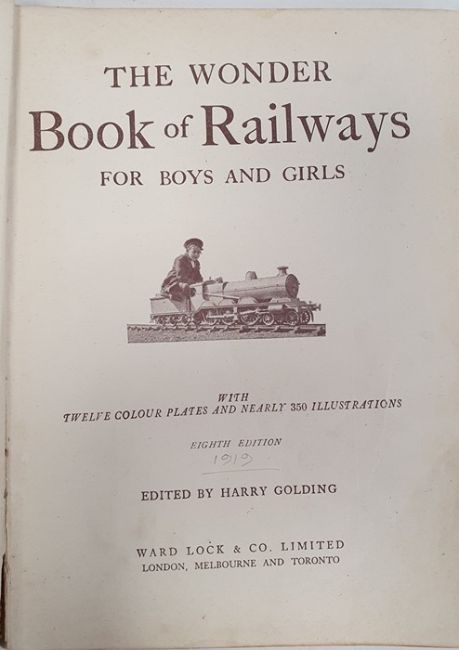 THE WONDER
Book of Railways
FOR BOYS AND GIRLS
WITH
TWELVE COLOUR PLATES AND NEARLY 350 ILLUSTRATIONS
EIGHTH EDITION
1919
EDITED BY HARRY GOLDING
WARD LOCK & CO. LIMITED
LONDON, MELBOURNE AND TORONTO